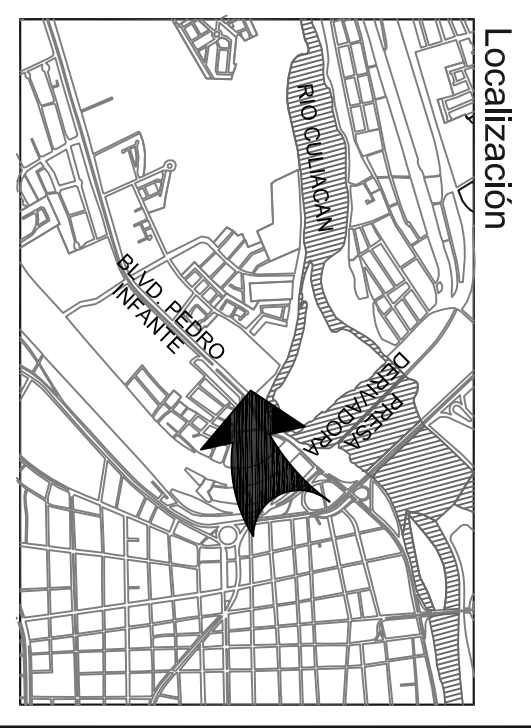 Localización
RIO CULIACAN
BLVD. PEDRO
INFANTE
PRESA
DERIVADORA